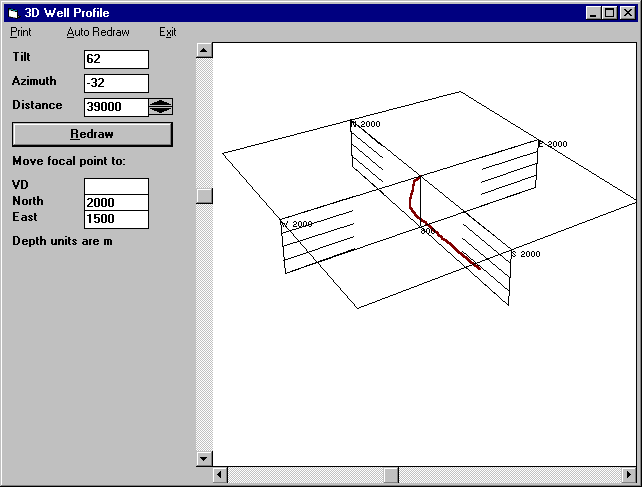 3D Well Profile
Print Auto Redraw Exit
Tilt 62
Azimuth -32
Distance 39000
Redraw
Move focal point to:
VD
North 2000
East 1500
Depth units are m
N 2000
E 2000
2000
S 2000